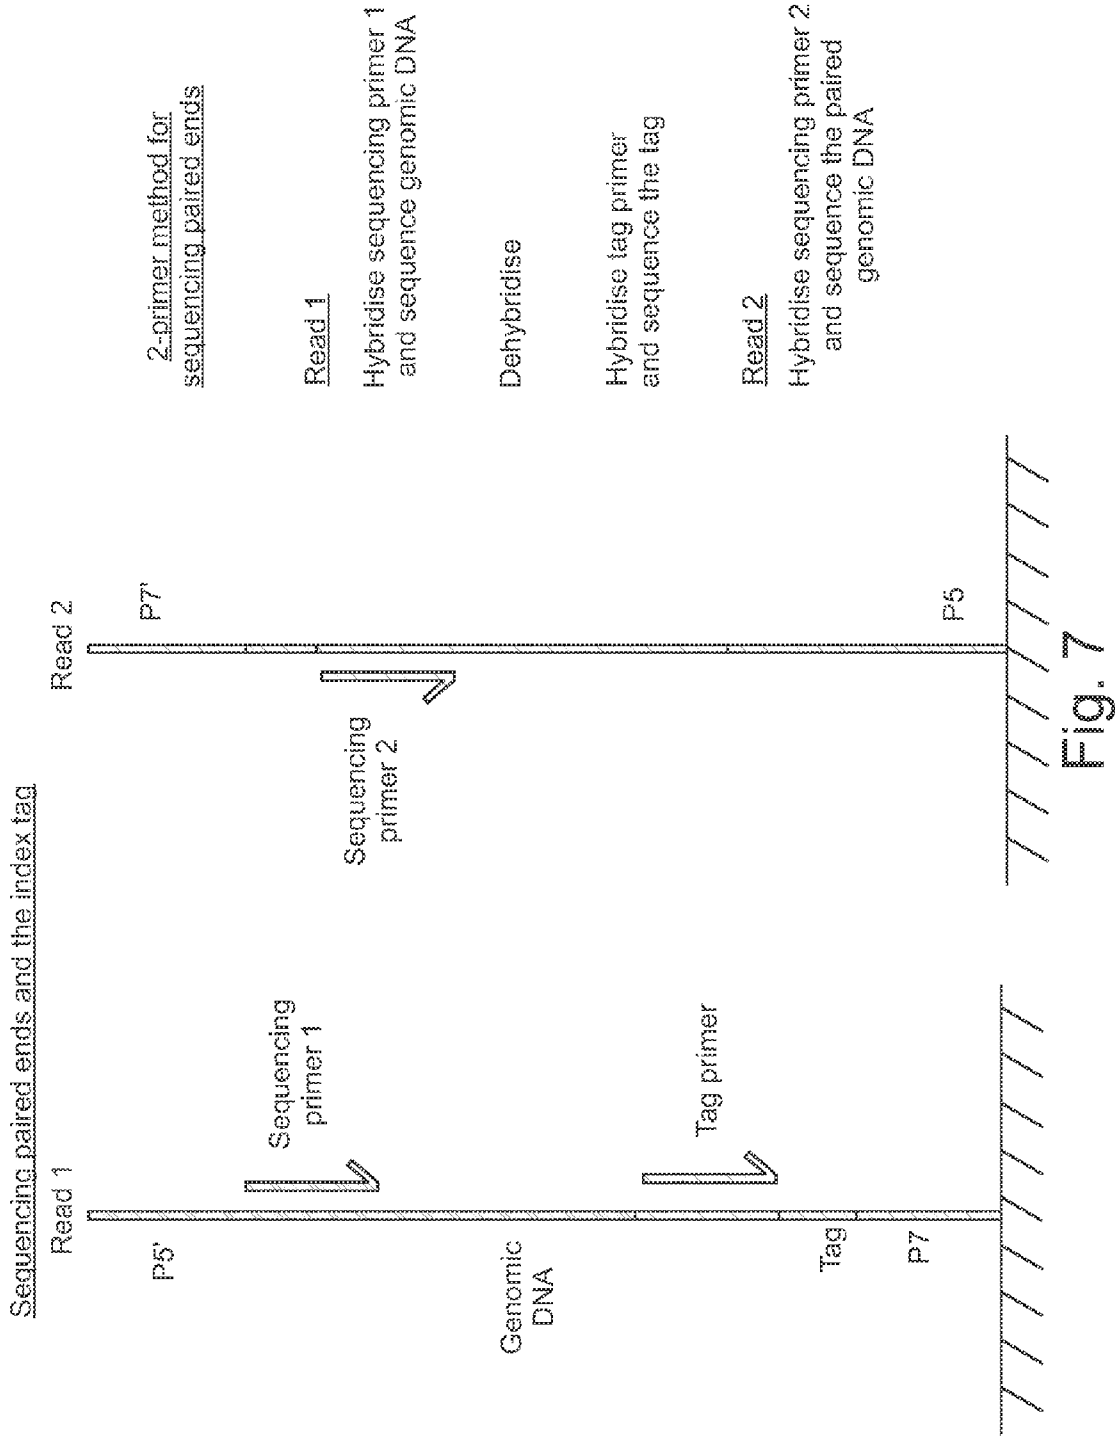 Sequencing paired ends and the index tag
Read 1
P5'
Sequencing
primer 1
Genomic
DNA
Tag primer
Tag
P7
Read 2
P7'
Sequencing
primer 2
P5
2-primer method for
sequencing paired ends
Read 1
Hybridise sequencing primer 1
and sequence genomic DNA
Dehybridise
Hybridise tag primer
and sequence the tag
Read 2
Hybridise sequencing primer 2
and sequence the paired
genomic DNA
Fig. 7